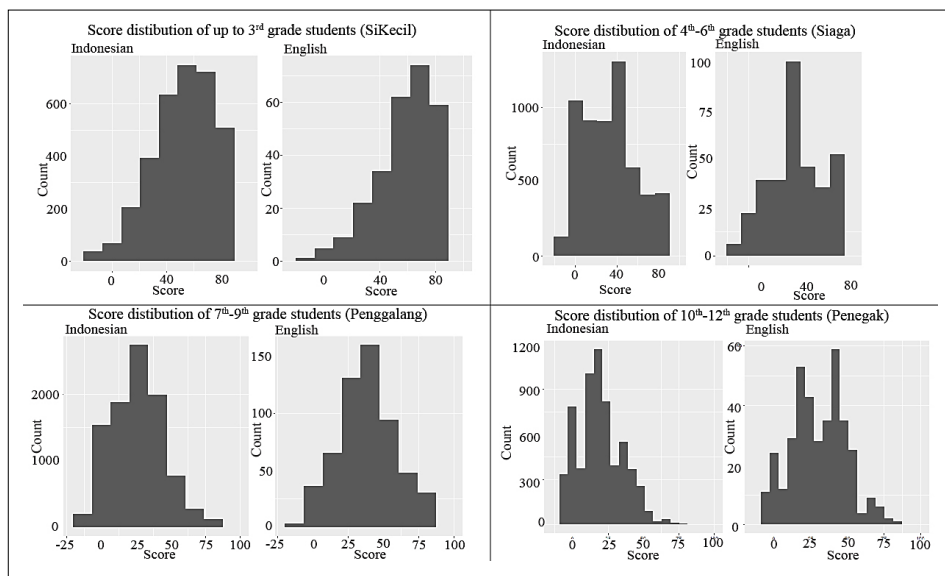 Score distibution of up to 3rd grade students (SiKecil)
Indonesian
English
600
400
200
0
Count
0
40
80
Score
60
40
20
0
Count
0
40
80
Score
Score distibution of 4th-6th grade students (Siaga)
Indonesian
English
1000
500
0
Count
0
40
80
Score
100
75
50
25
0
Count
0
40
80
Score
Score distibution of 7th-9th grade students (Penggalang)
Indonesian
English
2000
1000
0
Count
-25
0
25
50
75
100
Score
150
100
50
0
Count
0
25
50
75
100
Score
Score distibution of 10th-12th grade students (Penegak)
Indonesian
English
1200
900
600
300
0
Count
0
25
50
75
100
Score
60
40
20
0
Count
0
25
50
75
100
Score